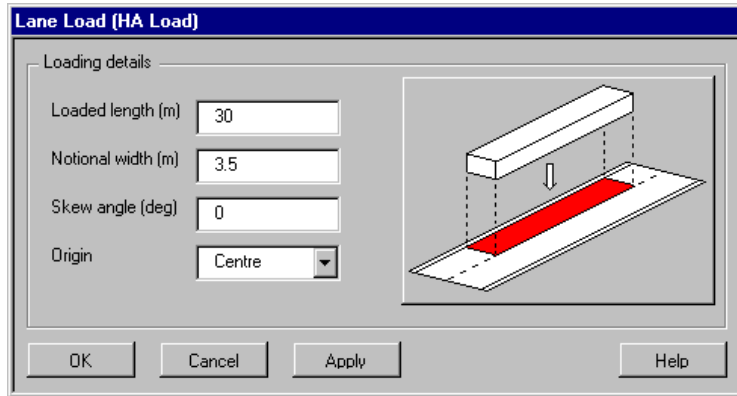 Lane Load (HA Load)
Loading details
Loaded length (m) 30
Notional width (m) 3.5
Skew angle (deg) 0
Origin Centre
OK Cancel Apply Help